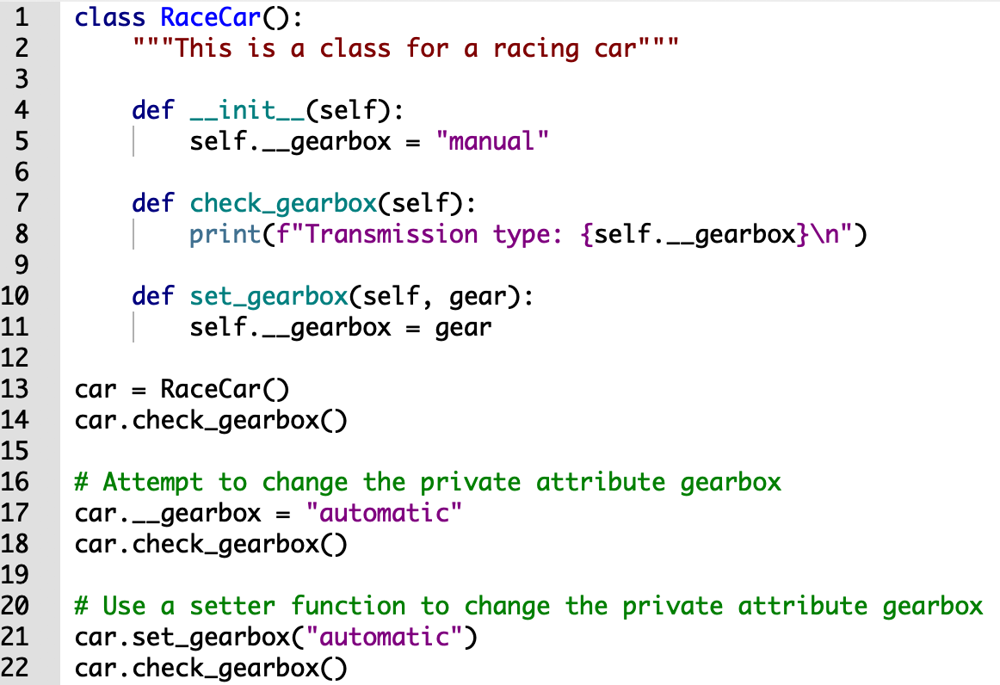 1 class RaceCar():
2     """This is a class for a racing car"""
3
4     def __init__(self):
5         self.__gearbox = "manual"
6
7     def check_gearbox(self):
8         print(f"Transmission type: {self.__gearbox}\n")
9
10     def set_gearbox(self, gear):
11         self.__gearbox = gear
12
13 car = RaceCar()
14 car.check_gearbox()
15
16 # Attempt to change the private attribute gearbox
17 car.__gearbox = "automatic"
18 car.check_gearbox()
19
20 # Use a setter function to change the private attribute gearbox
21 car.set_gearbox("automatic")
22 car.check_gearbox()